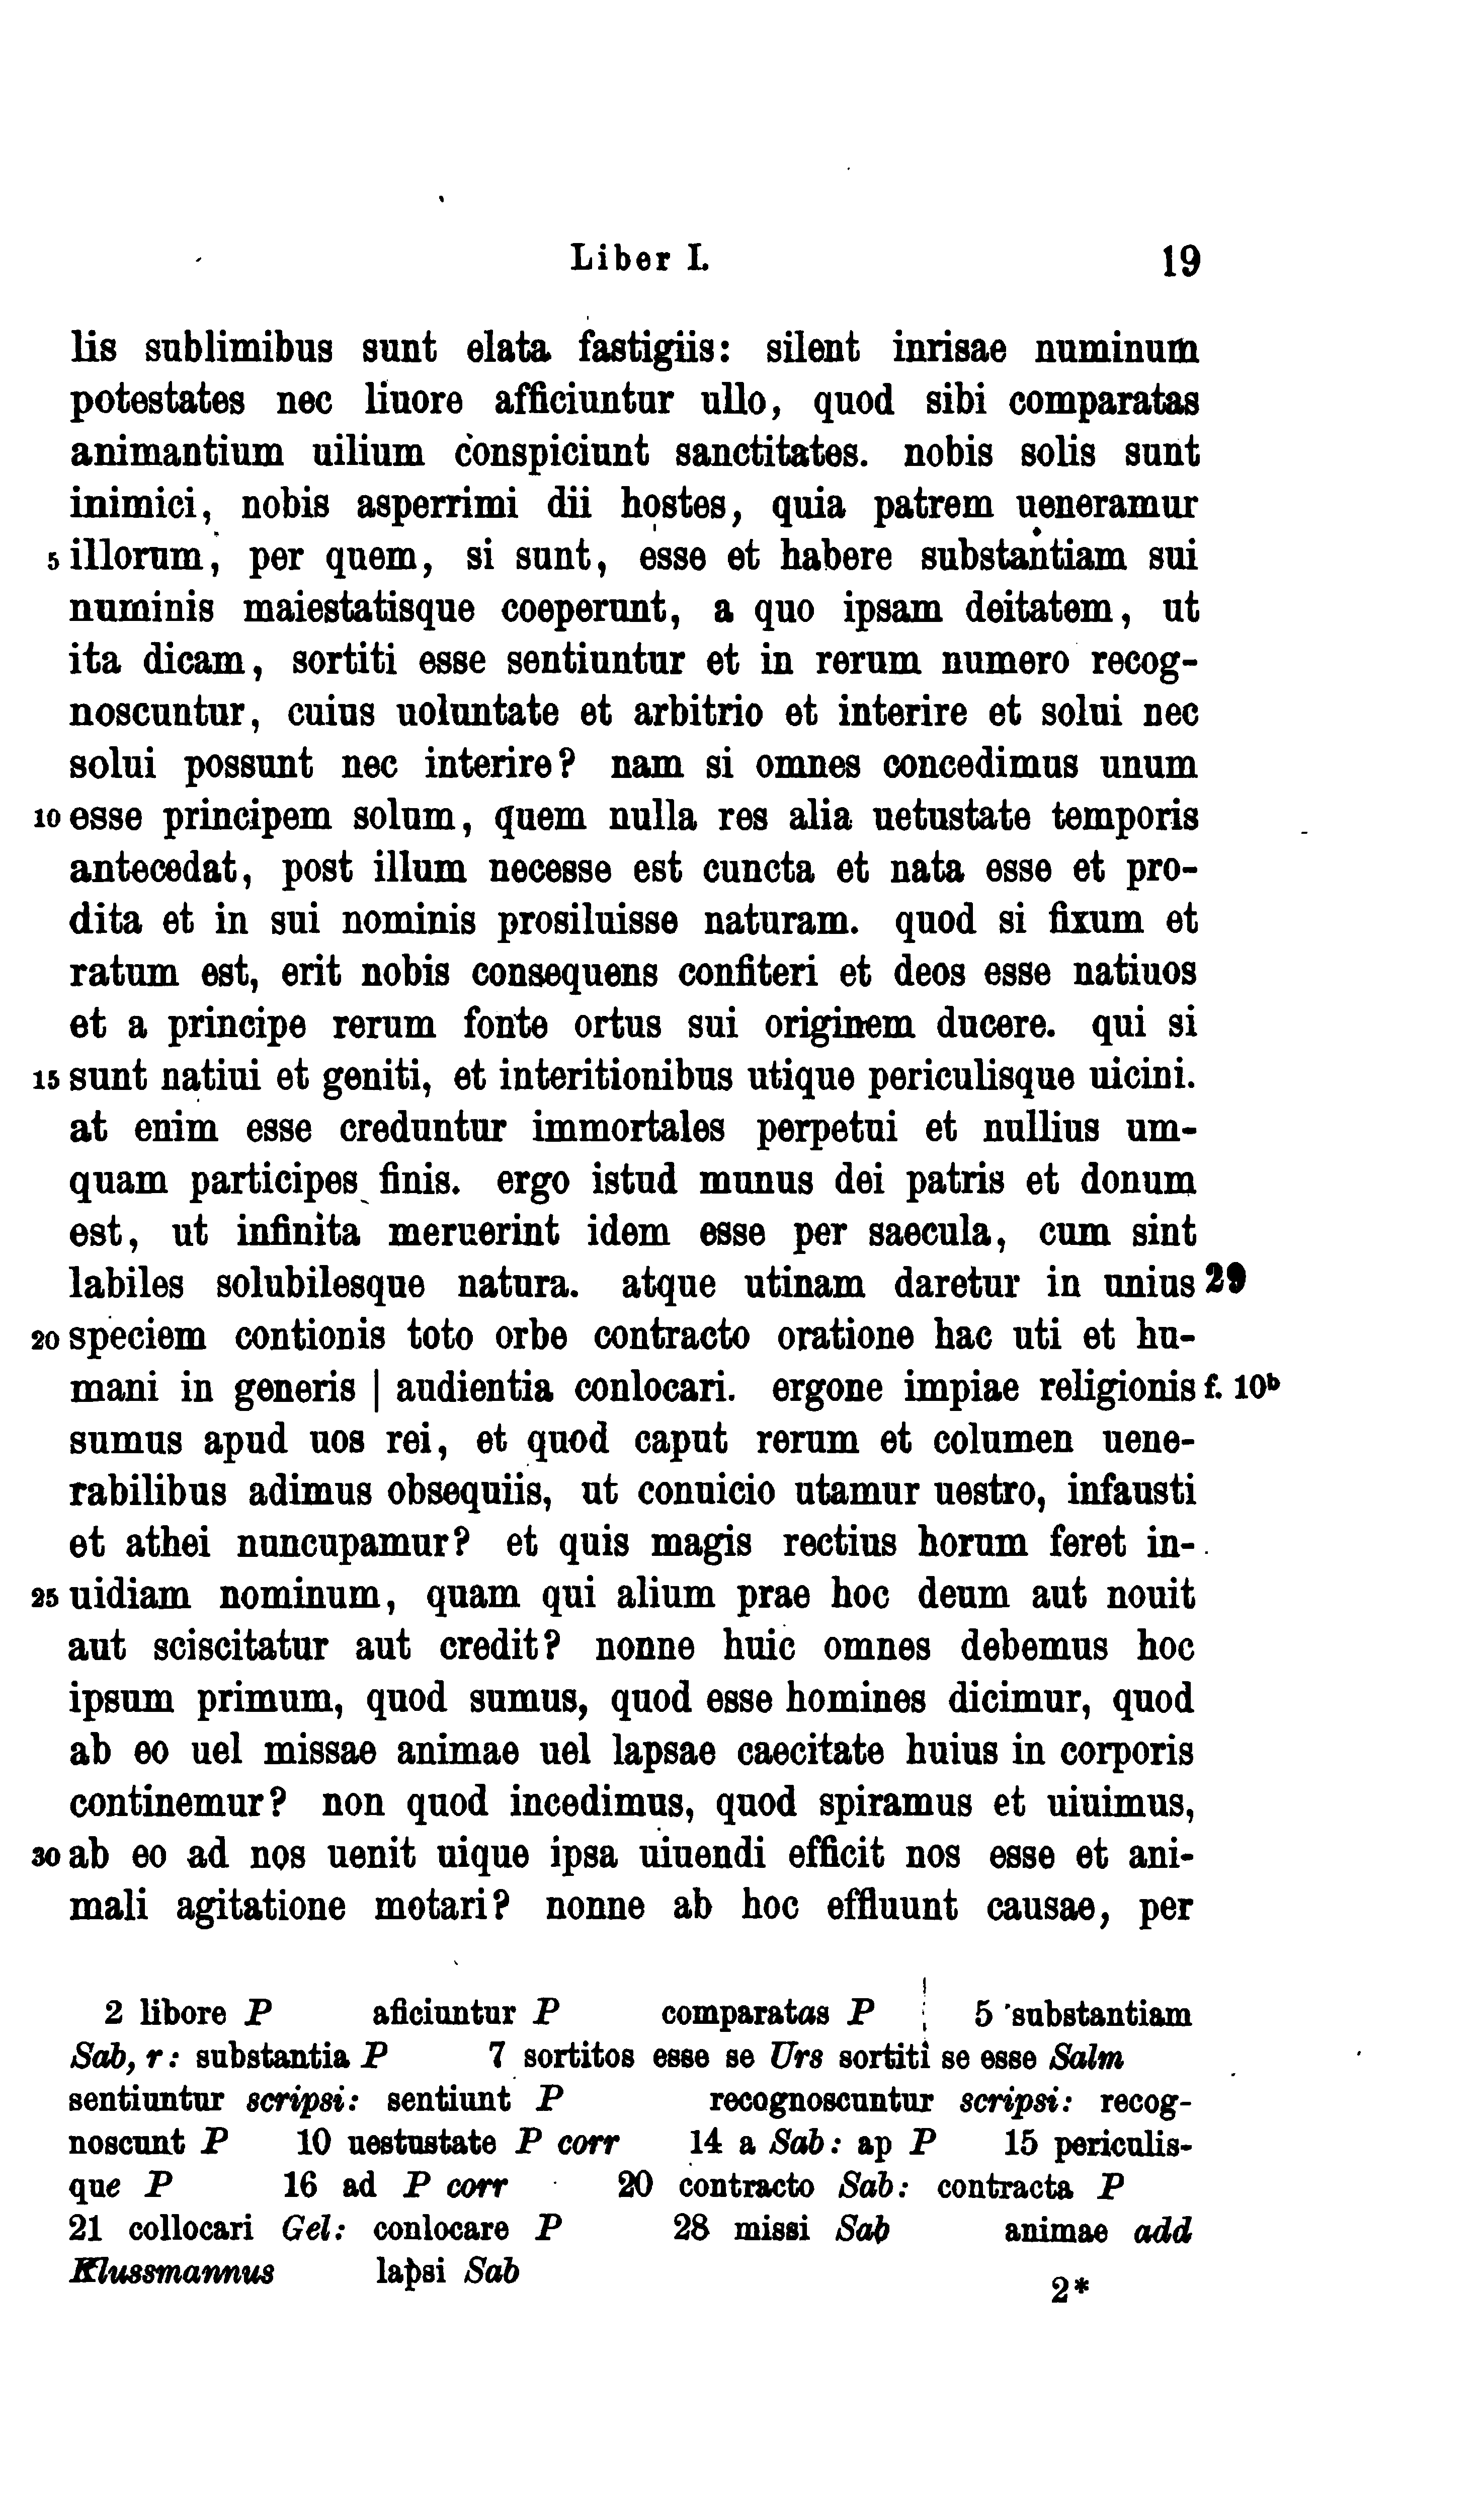 Liber I. 19
lis sublimibus sunt elata fastigiis: silent inrisae numinum
potestates nec liuore afficiuntur ullo, quod sibi comparatas
animantium uilium conspiciunt sanctitates. nobis solis sunt
inimici, nobis asperrimi dii hostes, quia patrem ueneramur
5 illorum, per quem, si sunt, esse et habere substantiam sui
numinis maiestatisque coeperunt, a quo ipsam deitatem, ut
ita dicam, sortiti esse sentiuntur et in rerum numero recog-
noscuntur, cuius uoluntate et arbitrio et interire et solui nec
solui possunt nec interire? nam si omnes concedimus unum
10 esse principem solum, quem nulla res alia uetustate temporis
antecedat, post illum necesse est cuncta et nata esse et pro-
dita et in sui nominis prosiluisse naturam. quod si fixum et
ratum est, erit nobis consequens confiteri et deos esse natiuos
et a principe rerum fonte ortus sui originem ducere. qui si
15 sunt natiui et geniti, et interitionibus utique periculisque uicini.
at enim esse creduntur immortales perpetui et nullius um-
quam participes finis. ergo istud munus dei patris et donum
est, ut infinita meruerint idem esse per saecula, cum sint
labiles solubilesque natura. atque utinam daretur in unius 29
20 speciem contionis toto orbe contracto oratione hac uti et hu-
mani in generis | audientia conlocari. ergone impiae religionis f. 10b
sumus apud uos rei, et quod caput rerum et columen uene-
rabilibus adimus obsequiis, ut conuicio utamur uestro, infausti
et athei nuncupamur? et quis magis rectius horum feret in-
25 uidiam nominum, quam qui alium prae hoc deum aut nouit
aut sciscitatur aut credit? nonne huic omnes debemus hoc
ipsum primum, quod sumus, quod esse homines dicimur, quod
ab eo uel missae animae uel lapsae caecitate huius in corporis
continemur? non quod incedimus, quod spiramus et uiuimus,
30 ab eo ad nos uenit uique ipsa uiuendi efficit nos esse et ani-
mali agitatione motari? nonne ab hoc effluunt causae, per
2 libore P aficiuntur P comparatas P 5 substantiam
Sab, r: substantia P 7 sortitos esse se Urs sortiti se esse Salm
sentiuntur scripsi: sentiunt P recognoscuntur scripsi: recog-
noscunt P 10 uestustate P corr 14 a Sab: ap P 15 periculis-
que P 16 ad P corr 20 contracto Sab: contracta P
21 collocari Gel: conlocare P 28 missi Sab animae add
Klussmannus lapsi Sab
2*